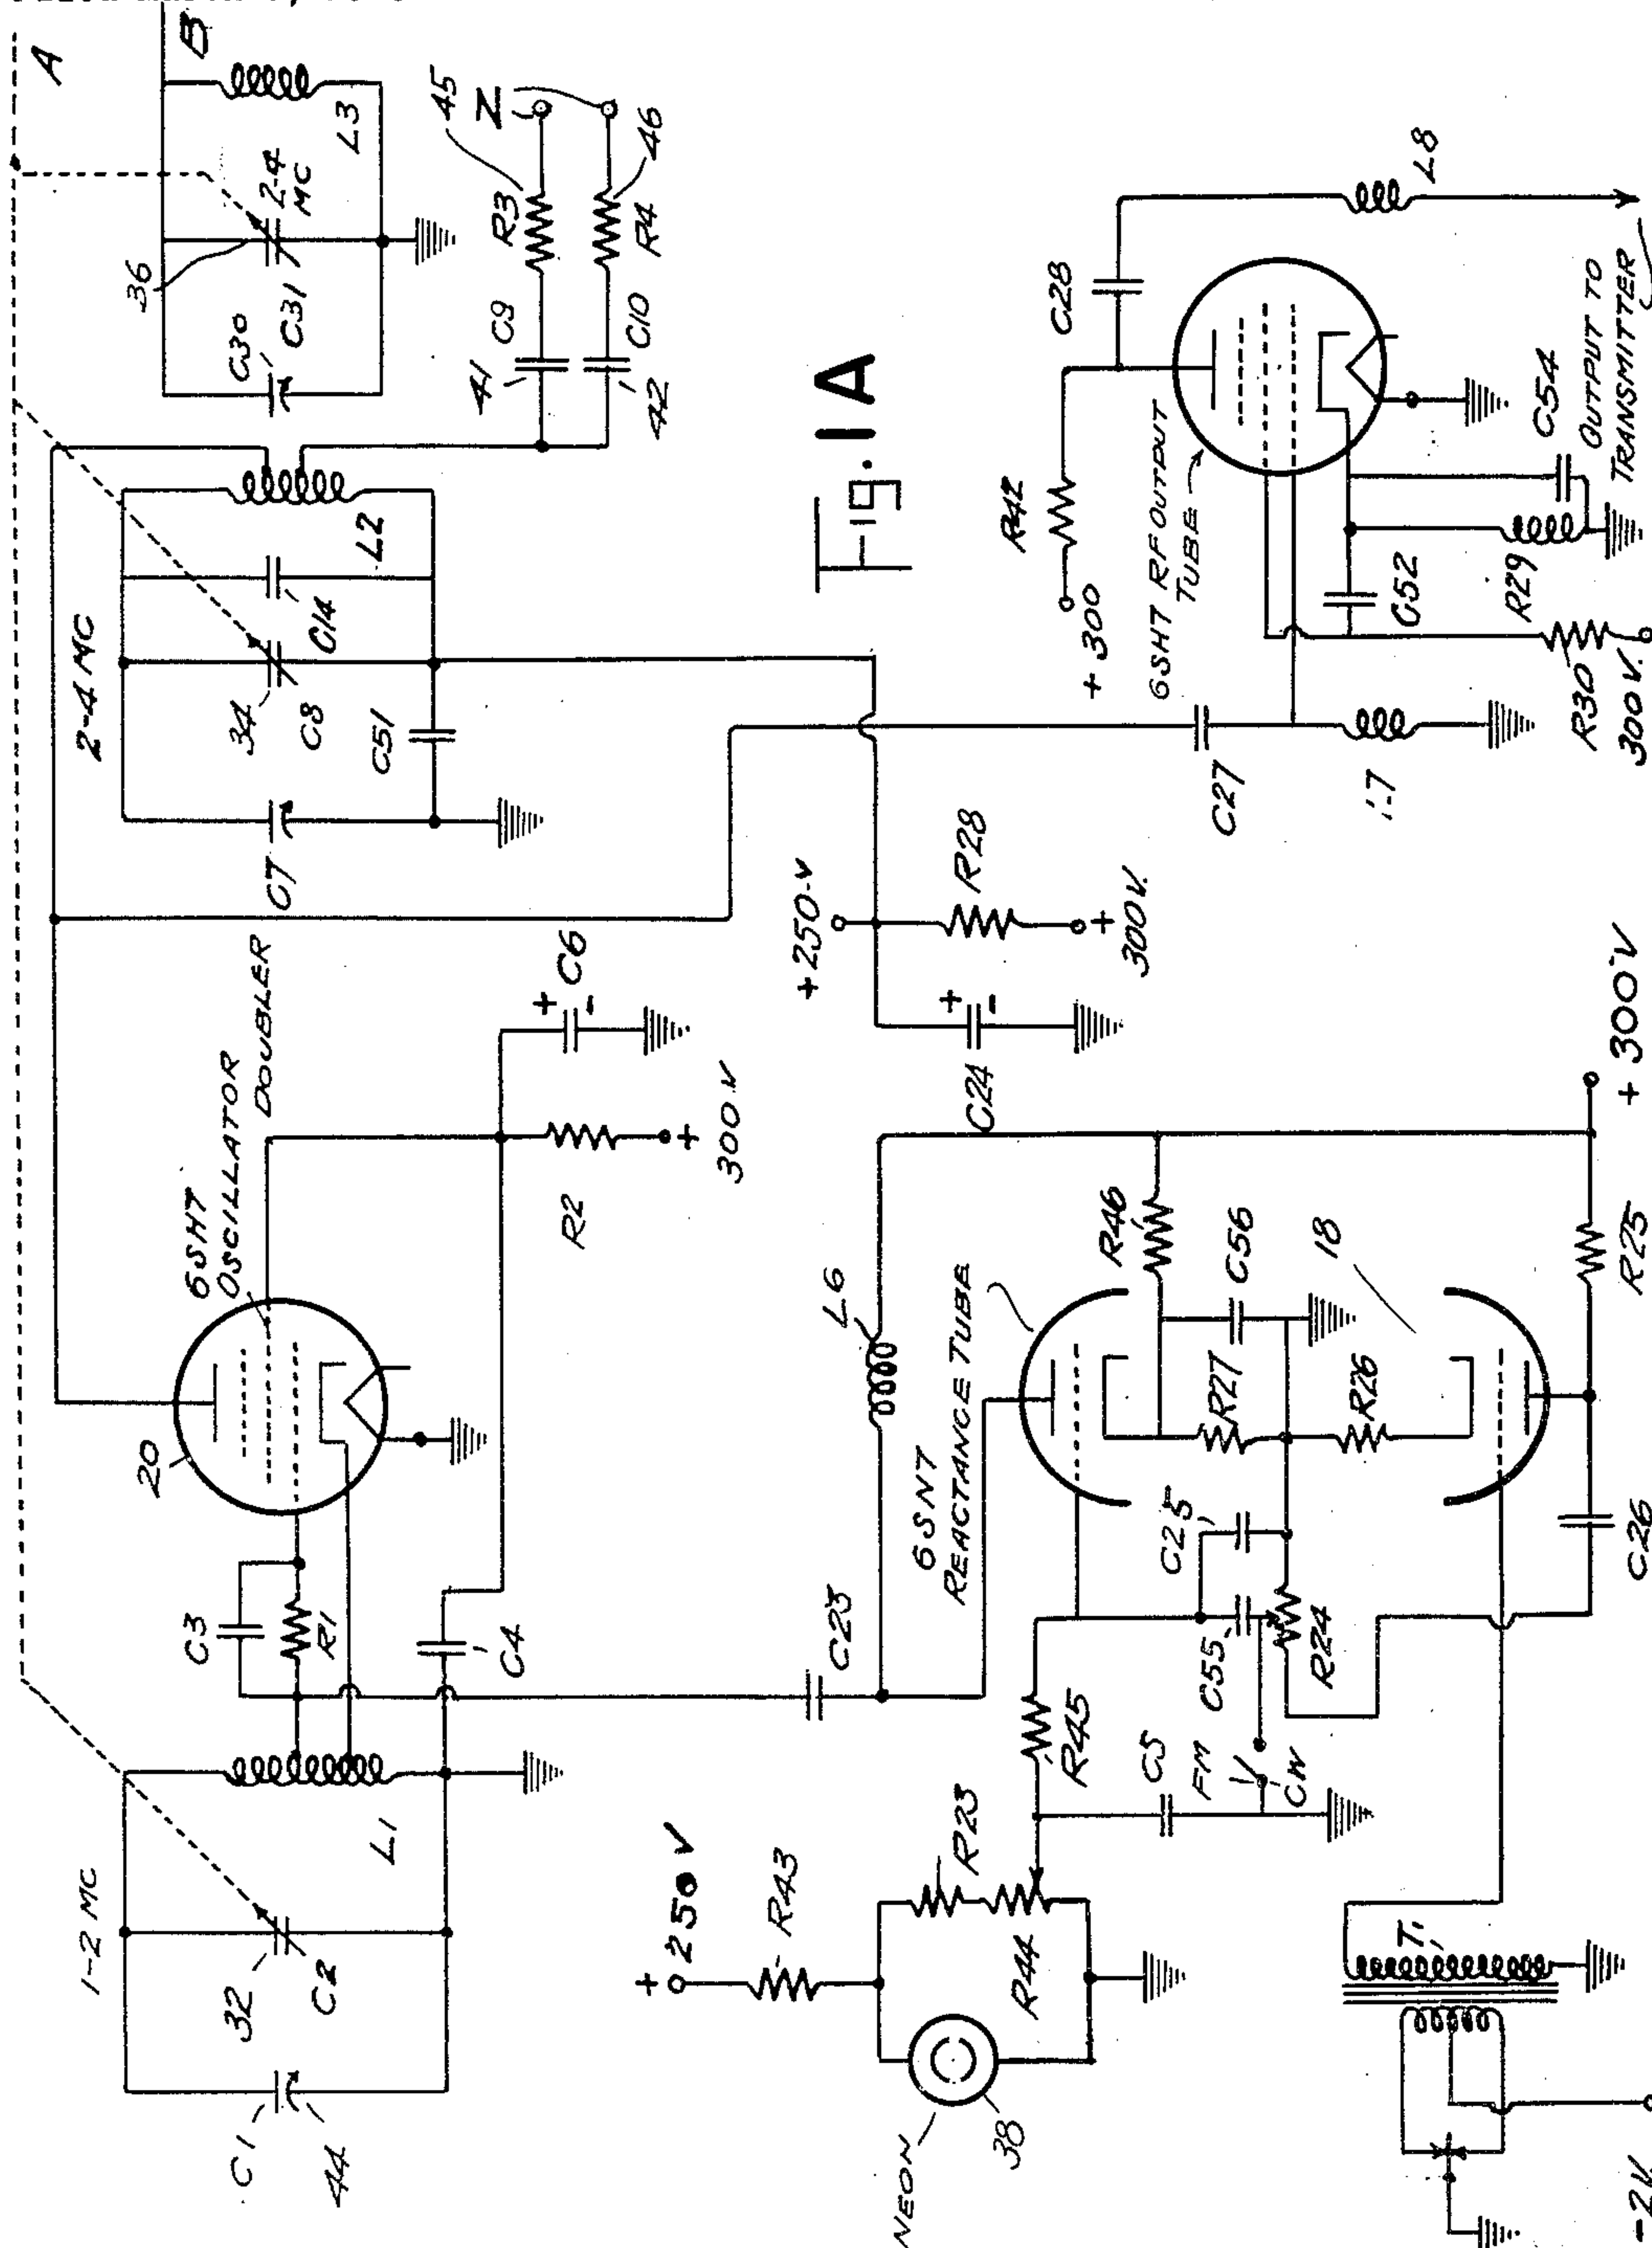 A
B
36
C30
C31
2-4
MC
L3
45
Z
R3
C9
41
R4
C10
42
46
2-4 MC
34
C8
C14
L2
C7
C51
Fig. 1A
R42
+300
C28
L8
6SH7 RF OUTPUT
TUBE
C27
C52
C54
R29
R30
300 V.
OUTPUT TO
TRANSMITTER
+250-V
R28
+
300V.
C24
+
-
20
6SH7
OSCILLATOR
DOUBLER
C3
R1
C4
+
-
C6
R2
+
300 V
1-2 MC
C1
44
32
C2
L1
C23
L6
6SN7
REACTANCE TUBE
R46
C56
R27
R26
18
C25
C55
R24
R25
C26
+300V
+250V
R43
R23
R44
NEON
38
R45
C5
FM
CW
T1
-2V.